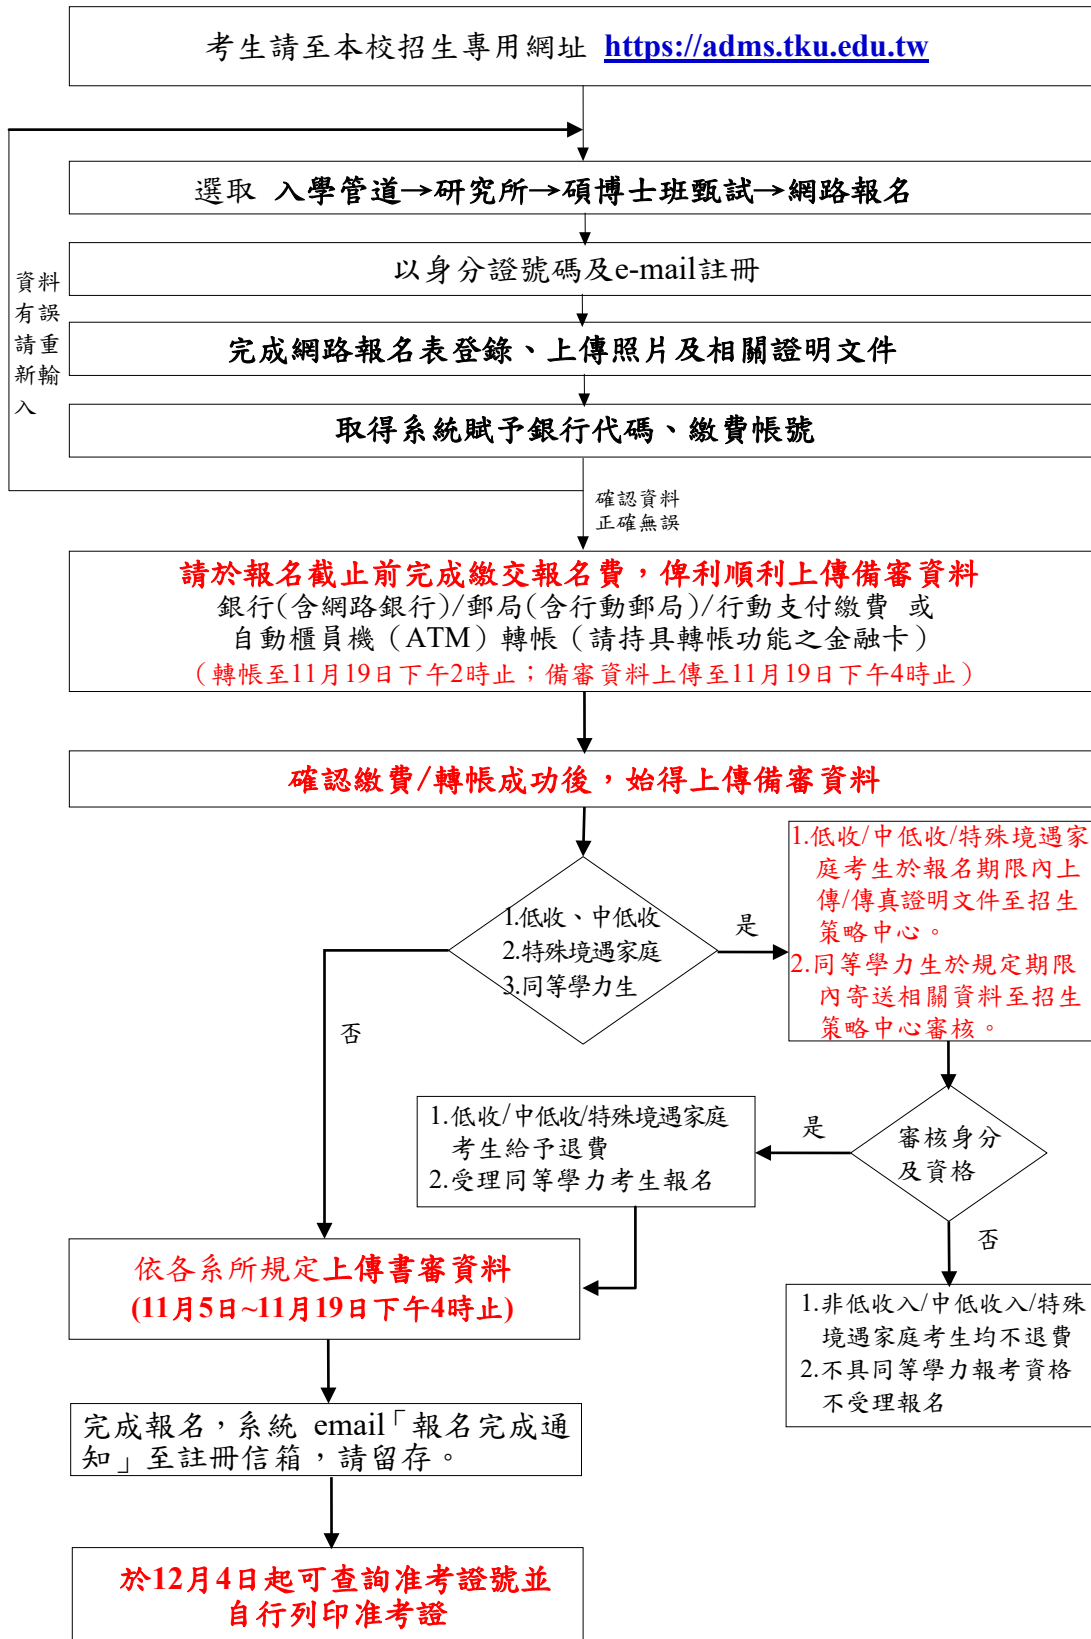 考生請至本校招生專用網址 https://adms.tku.edu.tw
選取 入學管道→研究所→碩博士班甄試→網路報名
以身分證號碼及e-mail註冊
資料
有誤
請重
新輸
入
完成網路報名表登錄、上傳照片及相關證明文件
取得系統賦予銀行代碼、繳費帳號
確認資料
正確無誤
請於報名截止前完成繳交報名費，俾利順利上傳備審資料
銀行(含網路銀行)/郵局(含行動郵局)/行動支付繳費 或
自動櫃員機（ATM）轉帳（請持具轉帳功能之金融卡）
（轉帳至11月19日下午2時止；備審資料上傳至11月19日下午4時止）
確認繳費/轉帳成功後，始得上傳備審資料
1.低收、中低收
2.特殊境遇家庭
3.同等學力生
是
1.低收/中低收/特殊境遇家
庭考生於報名期限內上
傳/傳真證明文件至招生
策略中心。
2.同等學力生於規定期限
內寄送相關資料至招生
策略中心審核。
否
審核身分
及資格
是
1.低收/中低收/特殊境遇家庭
考生給予退費
2.受理同等學力考生報名
否
1.非低收入/中低收入/特殊
境遇家庭考生均不退費
2.不具同等學力報考資格
不受理報名
依各系所規定上傳書審資料
(11月5日~11月19日下午4時止)
完成報名，系統 email「報名完成通
知」至註冊信箱，請留存。
於12月4日起可查詢准考證號並
自行列印准考證